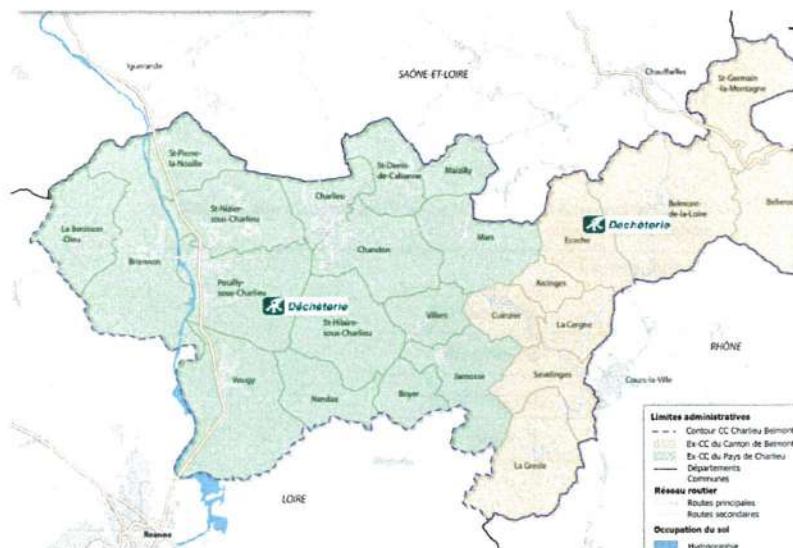 Iguerande
SAÔNE-ET-LOIRE
Chauffailles
St-Germain
-la-Montagne
St-Pierre-
la-Noaille
St-Denis-
de-Cabanne
Maizilly
Charlieu
St-Nizier-
sous-Charlieu
La Benisson
-Dieu
Briennon
Chandon
Mars
Ecoche
Déchèterie
Belmont-
de-la-Loire
Belleroche
Arcinges
Pouilly-
sous-Charlieu
Déchèterie
St-Hilaire-
sous-Charlieu
Villers
Cuinzier
La Cergne
RHÔNE
Vougy
Nandax
Boyer
Jarnosse
Sevelinges
Cours-la-Ville
La Gresle
LOIRE
Roanne
Limites administratives
Contour CC Charlieu Belmont
Ex-CC du Canton de Belmont
Ex-CC du Pays de Charlieu
Départements
Communes
Réseau routier
Routes principales
Routes secondaires
Occupation du sol
Hydrographie